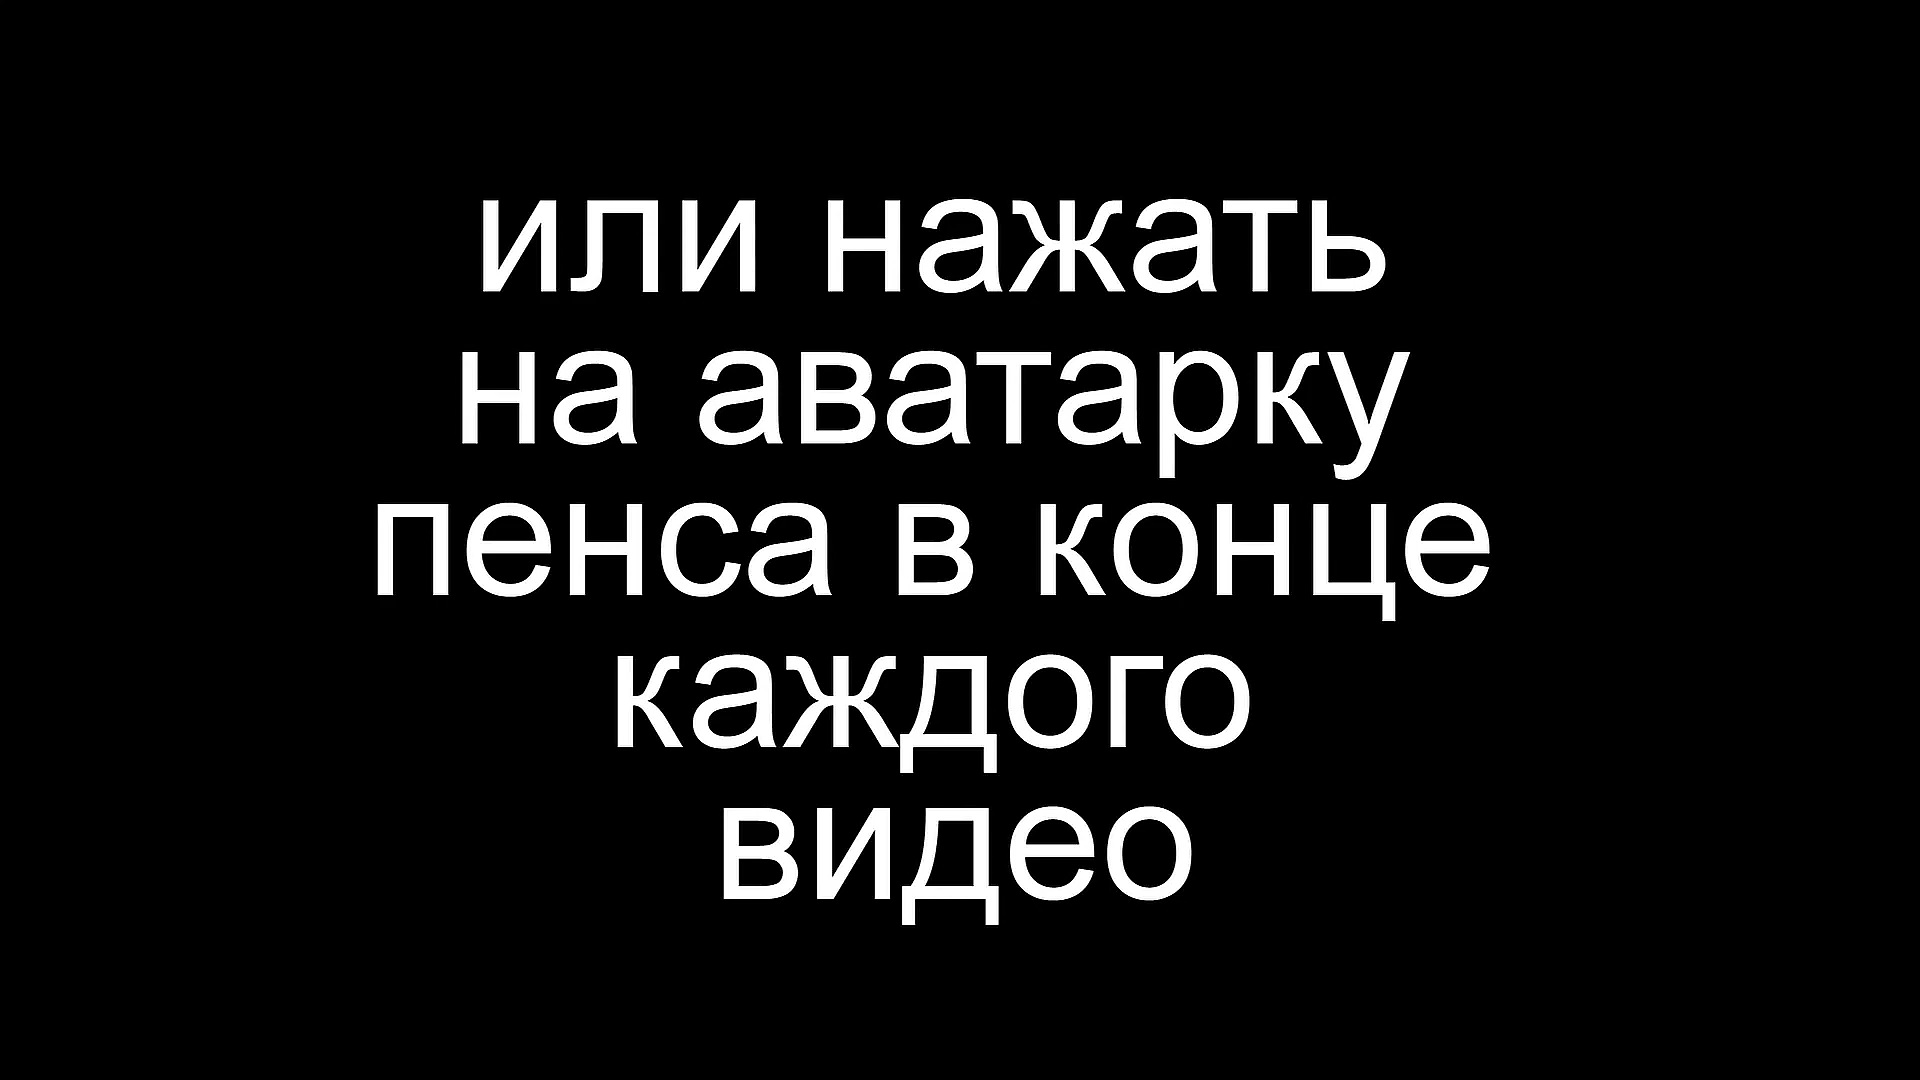 или нажать
на аватарку
пенса в конце
каждого
видео